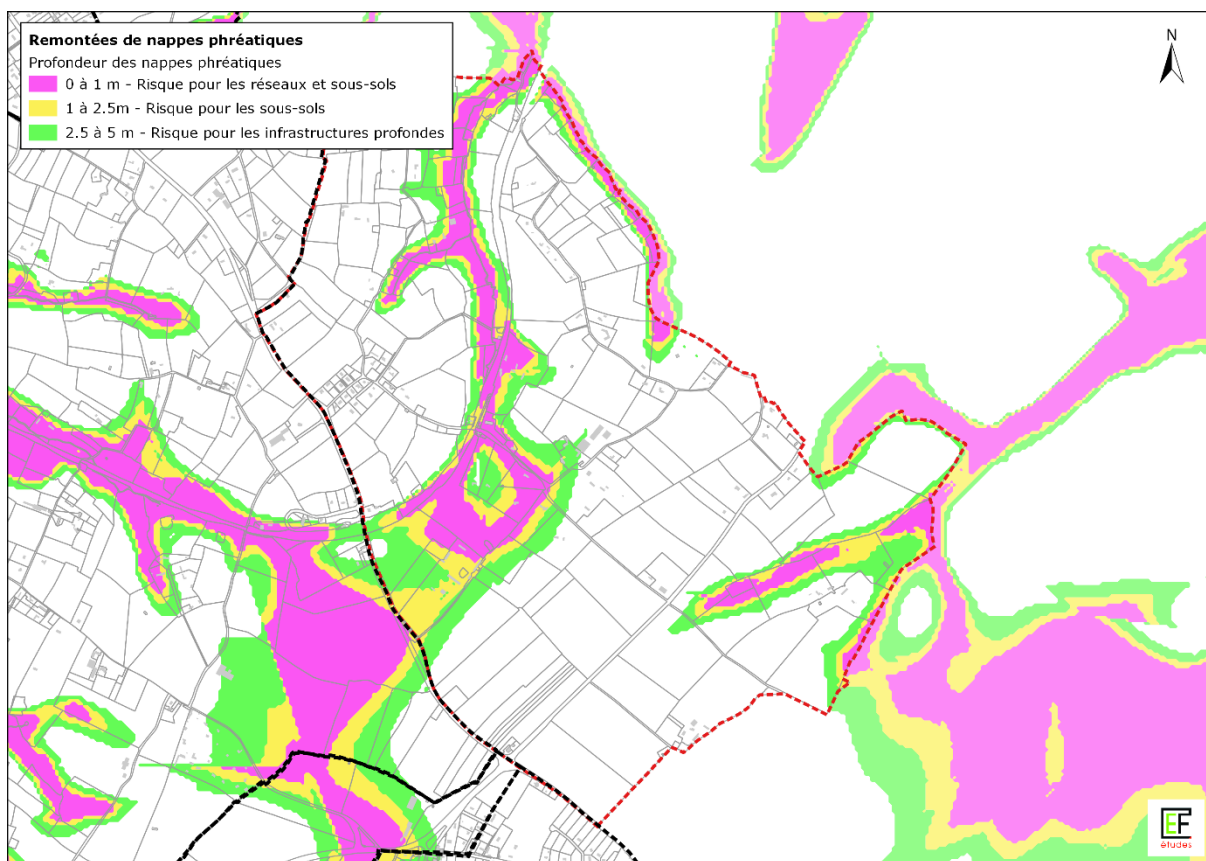 Remontées de nappes phréatiques
Profondeur des nappes phréatiques
0 à 1 m - Risque pour les réseaux et sous-sols
1 à 2.5m - Risque pour les sous-sols
2.5 à 5 m - Risque pour les infrastructures profondes
N
EF
études